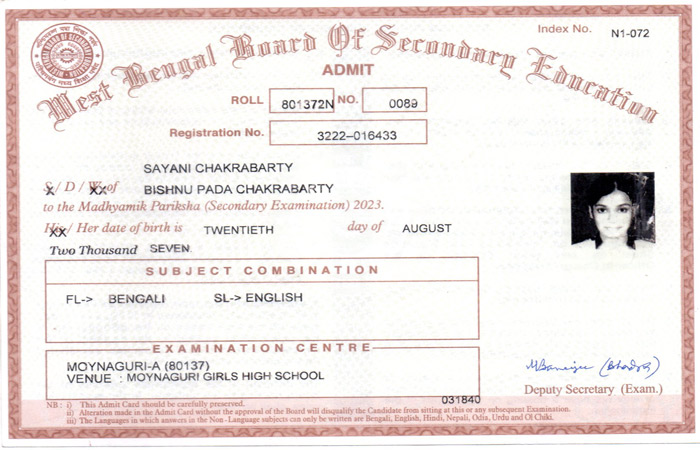 Index No. N1-072
West Bengal Board Of Secondary Education
ADMIT
ROLL 801372N NO. 0089
Registration No. 3222-016433
SAYANI CHAKRABARTY
S / D / W of BISHNU PADA CHAKRABARTY
to the Madhyamik Pariksha (Secondary Examination) 2023.
His / Her date of birth is TWENTIETH day of AUGUST
Two Thousand SEVEN.
SUBJECT COMBINATION
FL-> BENGALI SL-> ENGLISH
EXAMINATION CENTRE
MOYNAGURI-A (80137)
VENUE : MOYNAGURI GIRLS HIGH SCHOOL
031840
Deputy Secretary (Exam.)
NB : i) This Admit Card should be carefully preserved.
ii) Alteration made in the Admit Card without the approval of the Board will disqualify the Candidate from sitting at this or any subsequent Examination.
iii) The Languages in which answers in the Non-Language subjects can only be written are Bengali, English, Hindi, Nepali, Odia, Urdu and Ol Chiki.